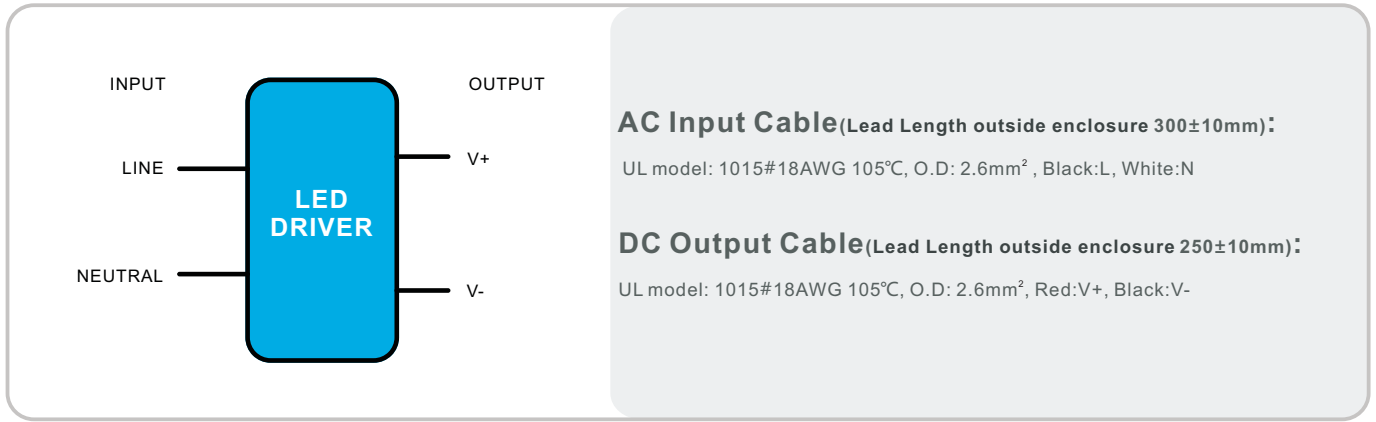 INPUT
OUTPUT
LINE
NEUTRAL
LED
DRIVER
V+
V-
AC Input Cable(Lead Length outside enclosure 300±10mm):
UL model: 1015#18AWG 105℃, O.D: 2.6mm², Black:L, White:N
DC Output Cable(Lead Length outside enclosure 250±10mm):
UL model: 1015#18AWG 105℃, O.D: 2.6mm², Red:V+, Black:V-